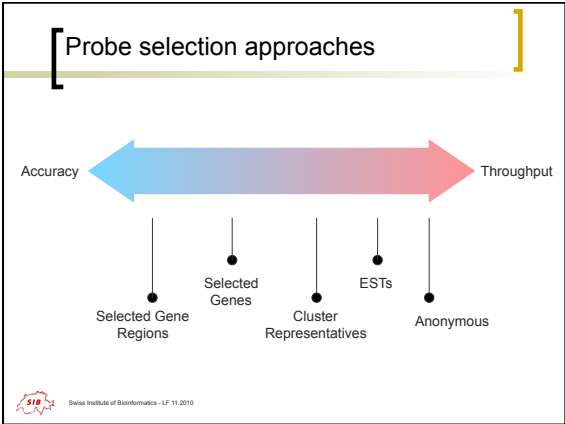 Probe selection approaches
Accuracy
Throughput
Selected Gene
Regions
Selected
Genes
Cluster
Representatives
ESTs
Anonymous
SIB
Swiss Institute of Bioinformatics - LF 11.2010